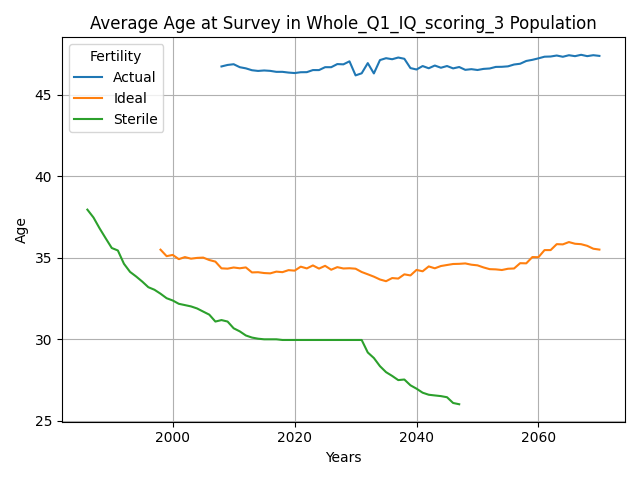 Average Age at Survey in Whole_Q1_IQ_scoring_3 Population
Fertility
Actual
Ideal
Sterile
45
40
35
30
25
Age
2000 2020 2040 2060
Years